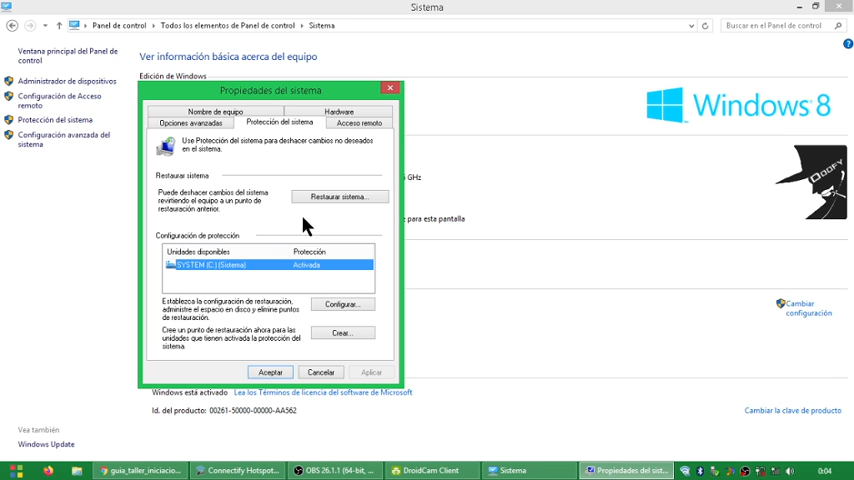 Sistema
Panel de control
Todos los elementos de Panel de control
Sistema
Buscar en el Panel de control
Ventana principal del Panel de
control
Administrador de dispositivos
Configuración de Acceso
remoto
Protección del sistema
Configuración avanzada del
sistema
Ver información básica acerca del equipo
Edición de Windows
Windows 8
Propiedades del sistema
Nombre de equipo
Hardware
Opciones avanzadas
Protección del sistema
Acceso remoto
Use Protección del sistema para deshacer cambios no deseados
en el sistema.
Restaurar sistema
Puede deshacer cambios del sistema
revirtiendo el equipo a un punto de
restauración anterior.
Restaurar sistema...
Configuración de protección
Unidades disponibles
Protección
SYSTEM (C:) (Sistema)
Activada
Establezca la configuración de restauración,
administre el espacio en disco y elimine puntos
de restauración.
Configurar...
Cree un punto de restauración ahora para las
unidades que tienen activada la protección del
sistema.
Crear...
Aceptar
Cancelar
Aplicar
GHz
para esta pantalla
GOOFY
Cambiar
configuración
Windows está activado
Lea los Términos de licencia del software de Microsoft
Id. del producto: 00261-50000-00000-AA562
Cambiar la clave de producto
Vea también
Windows Update
guia_taller_iniciacio...
Connectify Hotspot...
OBS 26.1.1 (64-bit, ...
DroidCam Client
Sistema
Propiedades del sist...
0:04